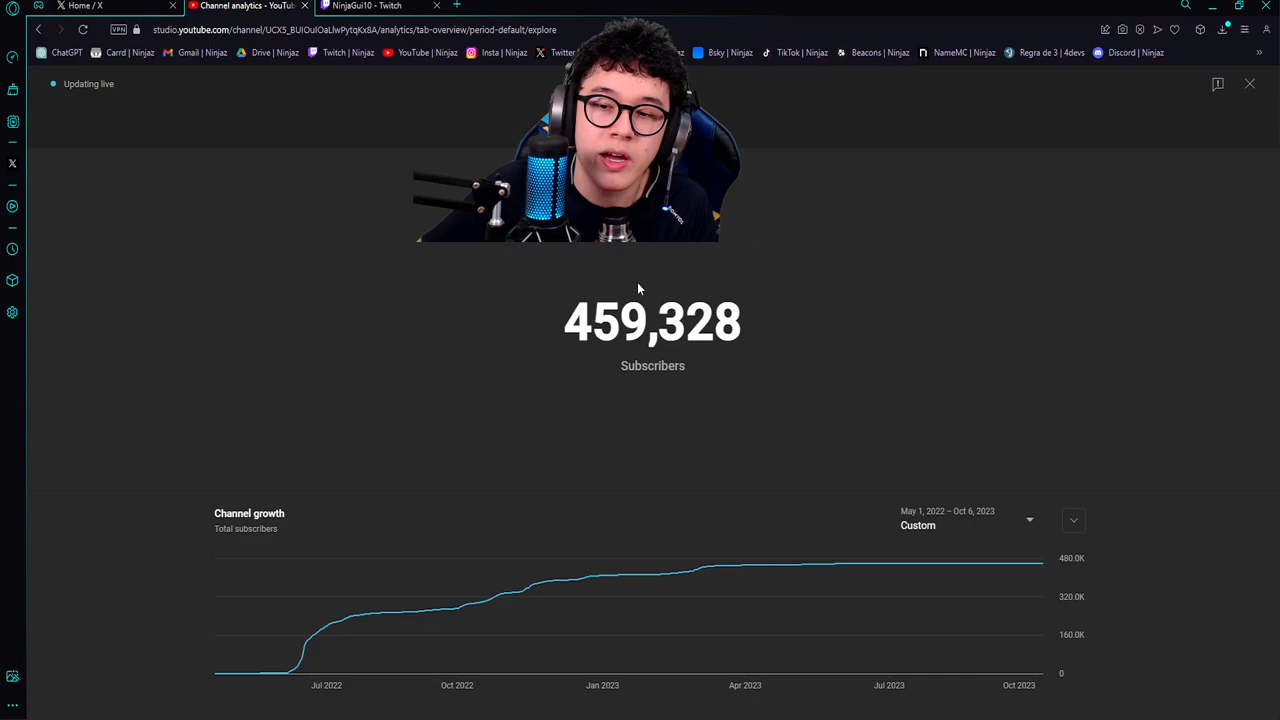 Home / X
Channel analytics - YouTub
NinjaGui10 - Twitch
VPN
studio.youtube.com/channel/UCX5_BUIOuIOaLlwPytqKx8A/analytics/tab-overview/period-default/explore
ChatGPT
Carrd | Ninjaz
Gmail | Ninjaz
Drive | Ninjaz
Twitch | Ninjaz
YouTube | Ninjaz
Insta | Ninjaz
Twitter
Bsky | Ninjaz
TikTok | Ninjaz
Beacons | Ninjaz
NameMC | Ninjaz
Regra de 3 | 4devs
Discord | Ninjaz
Updating live
459,328
Subscribers
Channel growth
Total subscribers
May 1, 2022 – Oct 6, 2023
Custom
480.0K
320.0K
160.0K
0
Jul 2022
Oct 2022
Jan 2023
Apr 2023
Jul 2023
Oct 2023